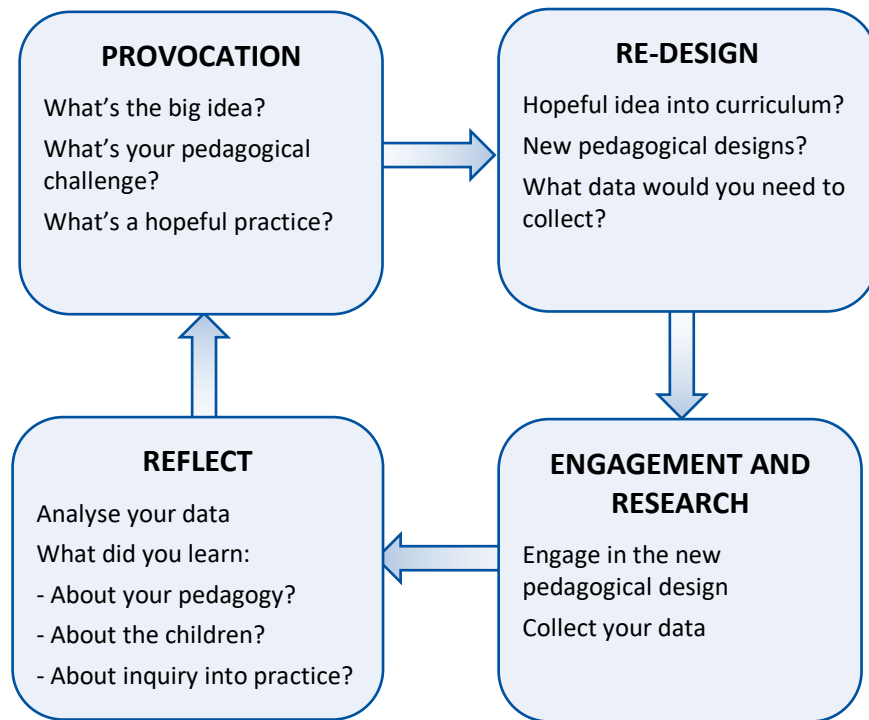 PROVOCATION
What’s the big idea?
What’s your pedagogical
challenge?
What’s a hopeful practice?
RE-DESIGN
Hopeful idea into curriculum?
New pedagogical designs?
What data would you need to
collect?
REFLECT
Analyse your data
What did you learn:
- About your pedagogy?
- About the children?
- About inquiry into practice?
ENGAGEMENT AND
RESEARCH
Engage in the new
pedagogical design
Collect your data